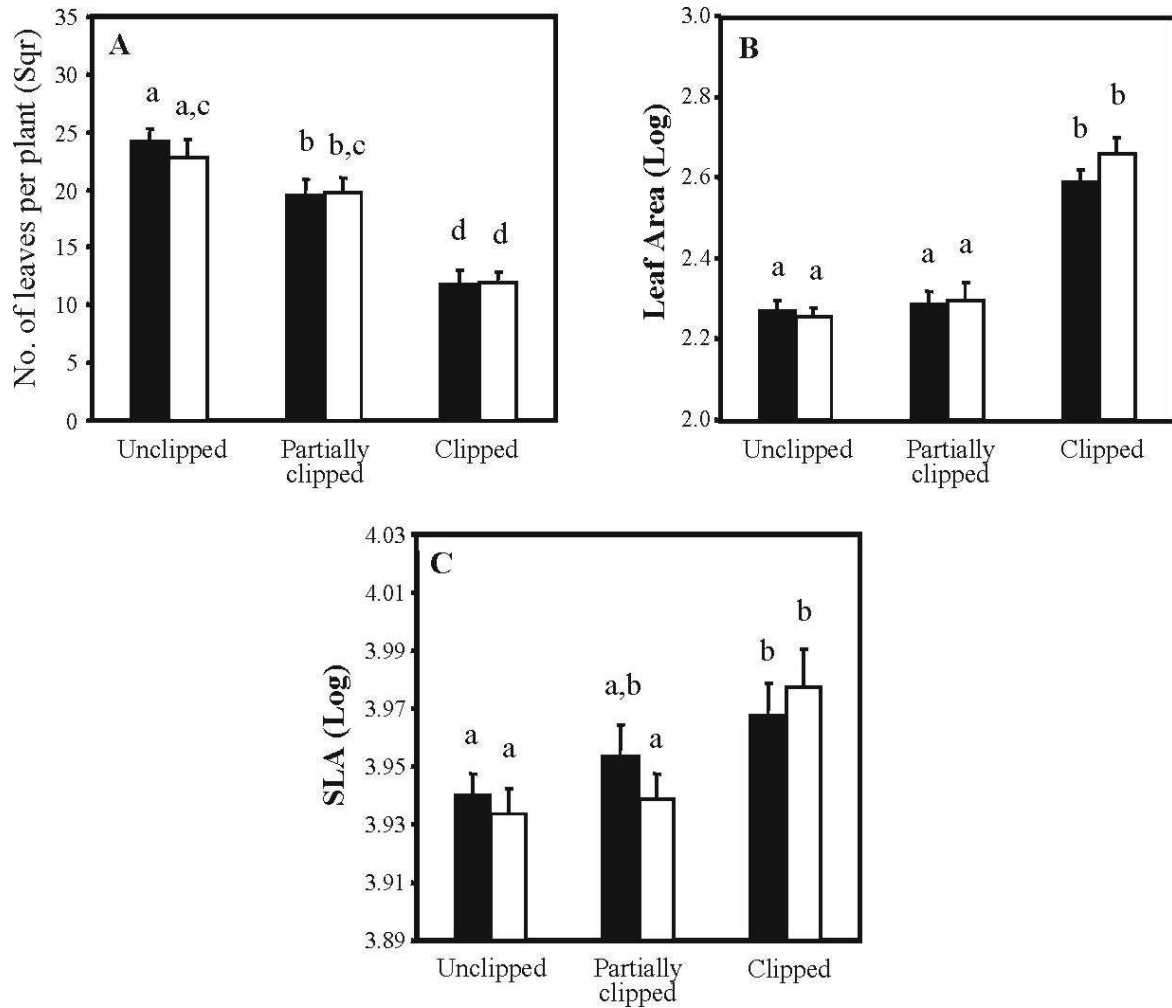 A
No. of leaves per plant (Sqr)
35
30
25
20
15
10
5
0
a
a,c
b
b,c
d
d
Unclipped
Partially
clipped
Clipped
B
Leaf Area (Log)
3.0
2.8
2.6
2.4
2.2
2.0
a
a
a
a
b
b
Unclipped
Partially
clipped
Clipped
C
SLA (Log)
4.03
4.01
3.99
3.97
3.95
3.93
3.91
3.89
a
a
a,b
a
b
b
Unclipped
Partially
clipped
Clipped